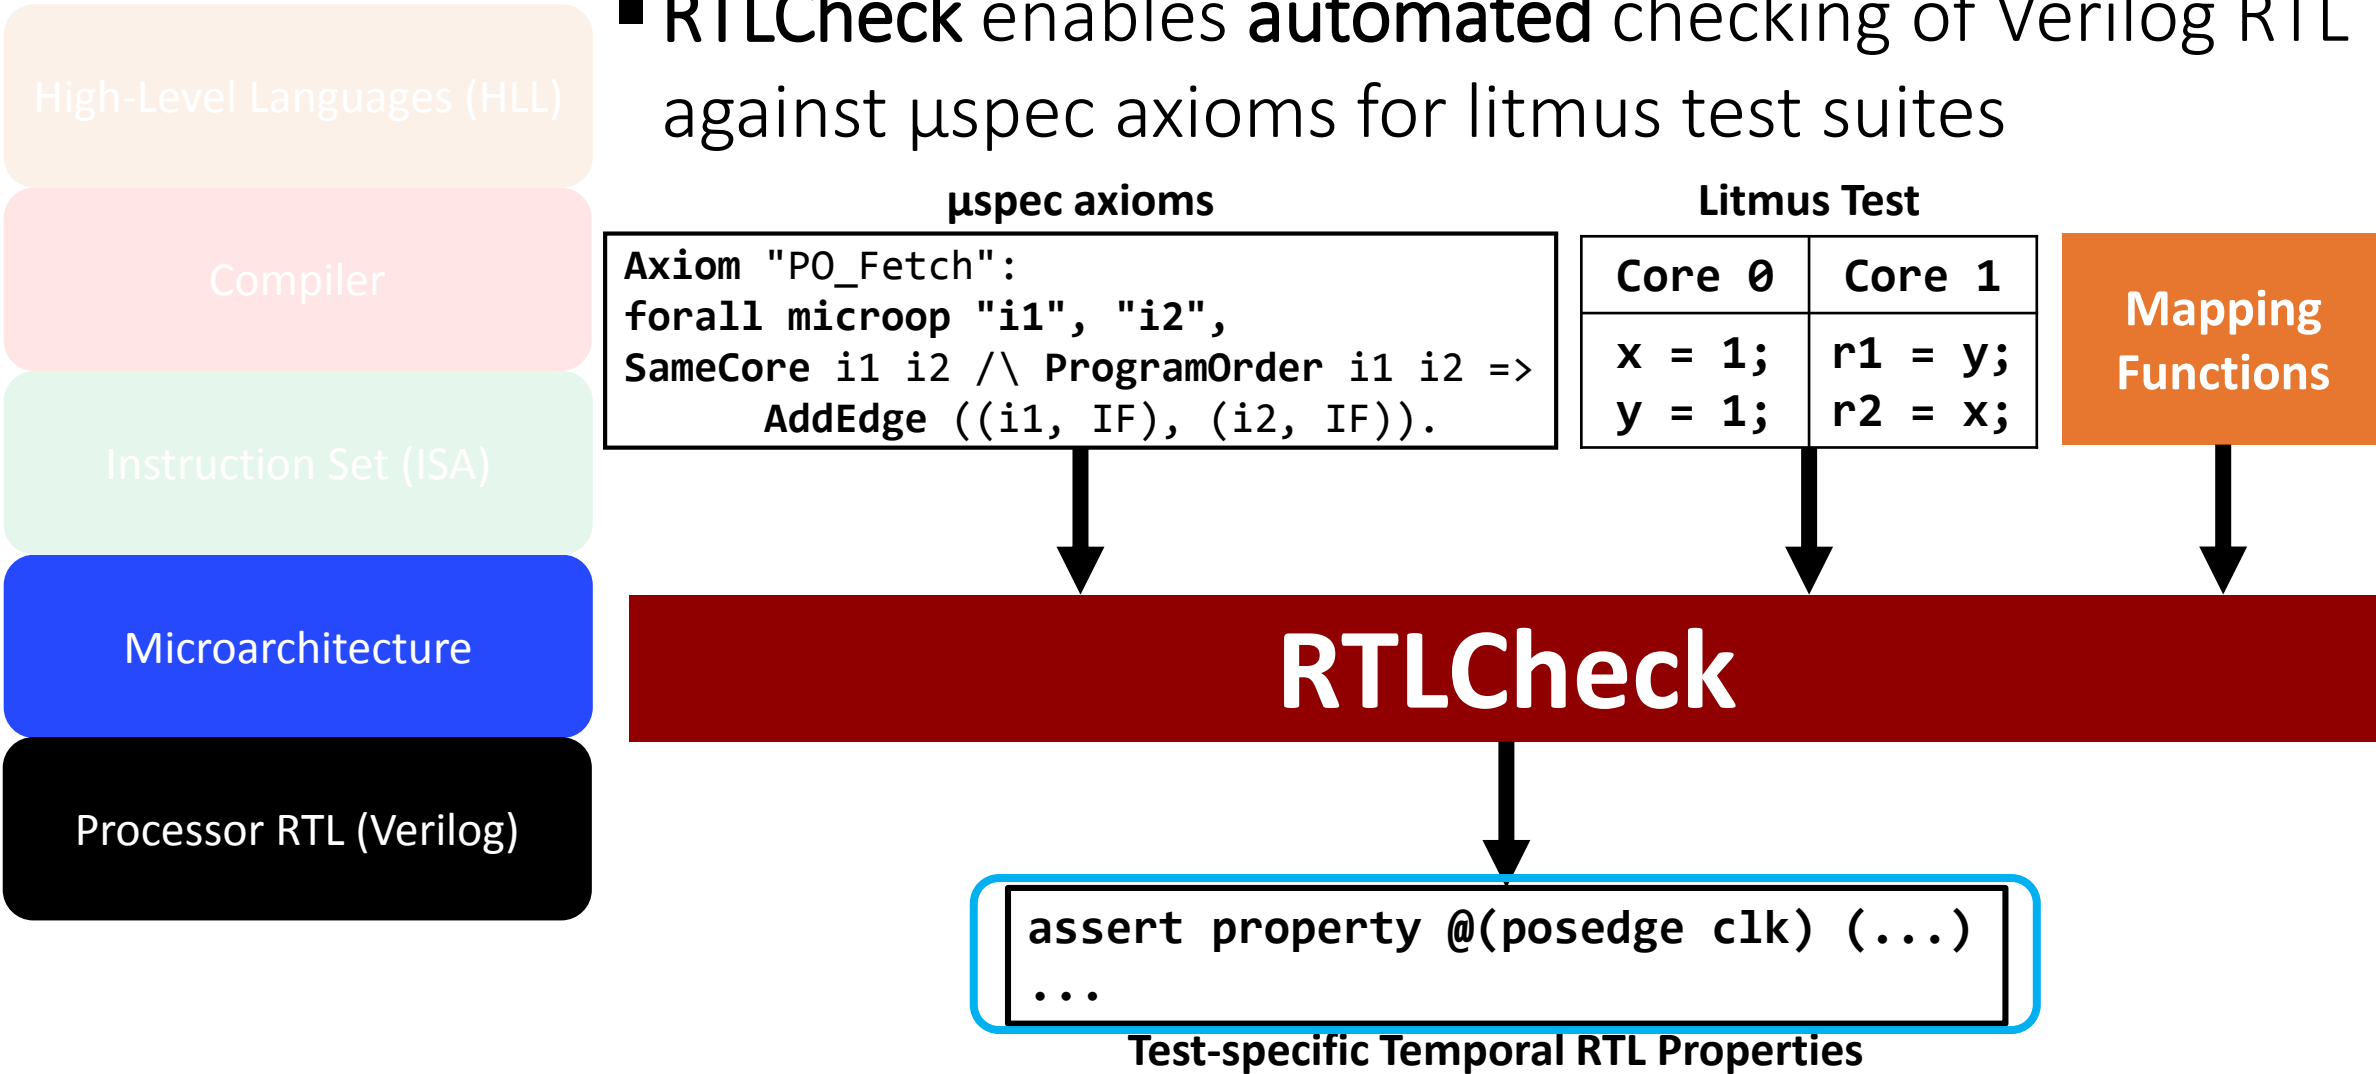 ▪ RTLCheck enables automated checking of Verilog RTL
against μspec axioms for litmus test suites
High-Level Languages (HLL)
Compiler
Instruction Set (ISA)
Microarchitecture
Processor RTL (Verilog)
μspec axioms
Axiom "PO_Fetch":
forall microop "i1", "i2",
SameCore i1 i2 /\ ProgramOrder i1 i2 =>
AddEdge ((i1, IF), (i2, IF)).
Litmus Test
Core 0 Core 1
x = 1; r1 = y;
y = 1; r2 = x;
Mapping
Functions
RTLCheck
assert property @(posedge clk) (...)
...
Test-specific Temporal RTL Properties